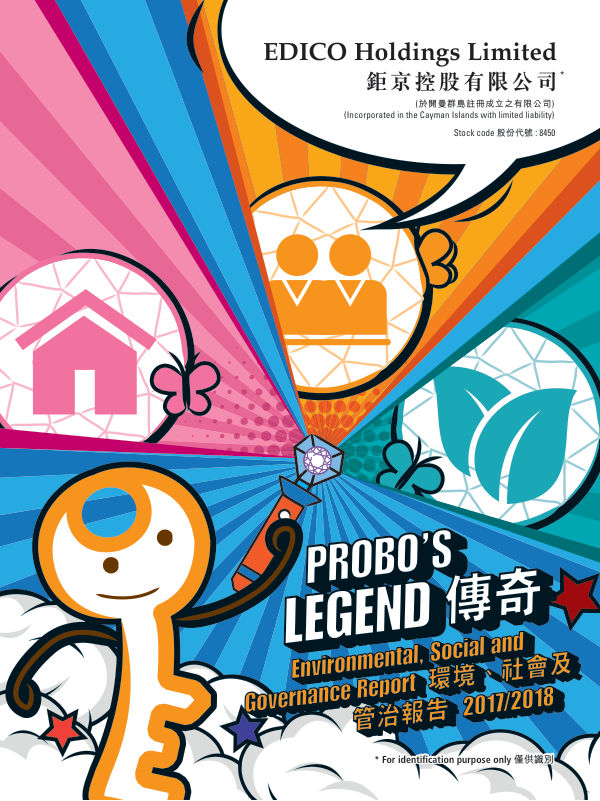 EDICO Holdings Limited
鉅京控股有限公司*
(於開曼群島註冊成立之有限公司)
(Incorporated in the Cayman Islands with limited liability)
Stock code 股份代號 : 8450
PROBO'S
LEGEND 傳奇
Environmental, Social and
Governance Report 環境、社會及
管治報告 2017/2018
* For identification purpose only 僅供識別